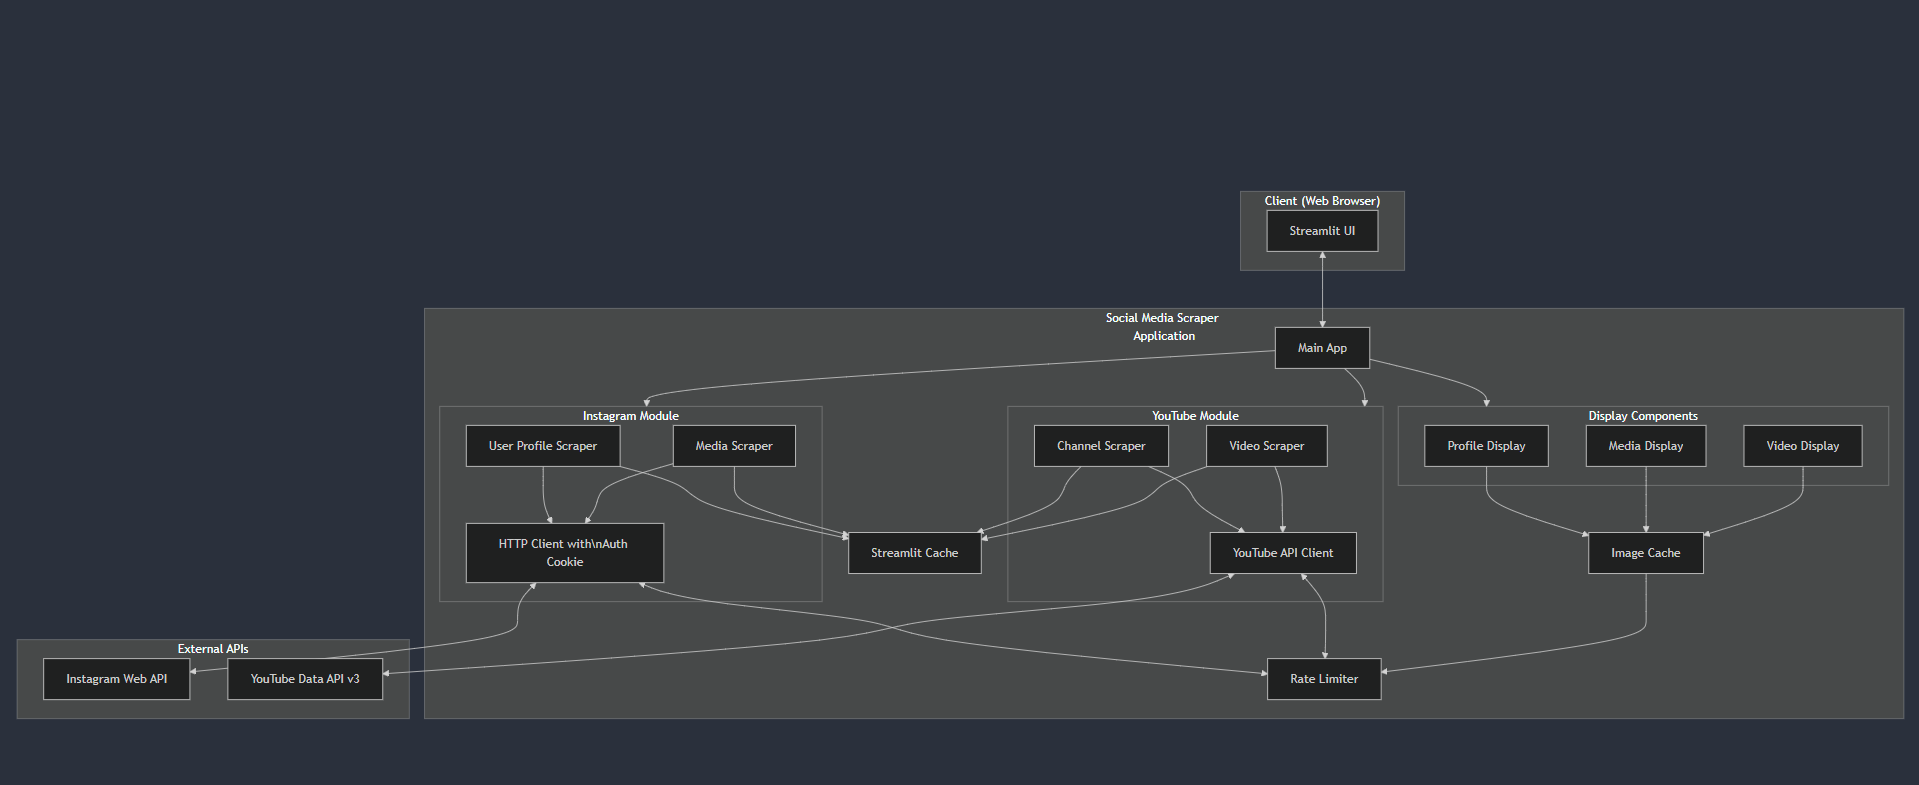 Client (Web Browser)
Streamlit UI
Social Media Scraper
Application
Main App
Instagram Module
YouTube Module
Display Components
User Profile Scraper
Media Scraper
Channel Scraper
Video Scraper
Profile Display
Media Display
Video Display
HTTP Client with\nAuth
Cookie
Streamlit Cache
YouTube API Client
Image Cache
External APIs
Instagram Web API
YouTube Data API v3
Rate Limiter